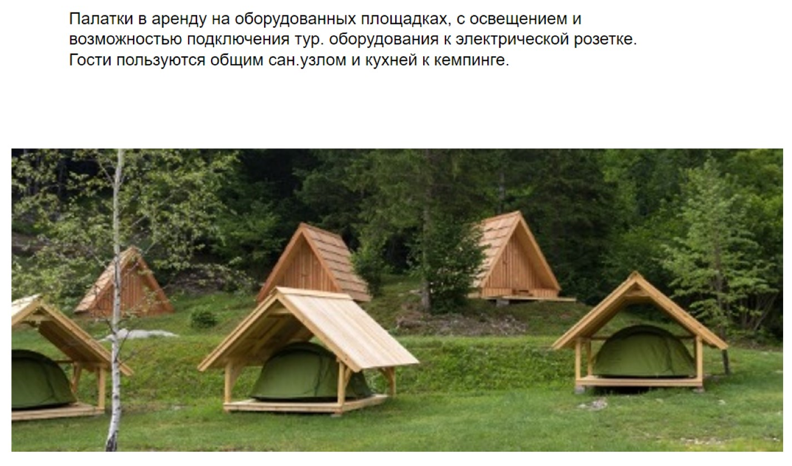 Палатки в аренду на оборудованных площадках, с освещением и
возможностью подключения тур. оборудования к электрической розетке.
Гости пользуются общим сан.узлом и кухней к кемпинге.